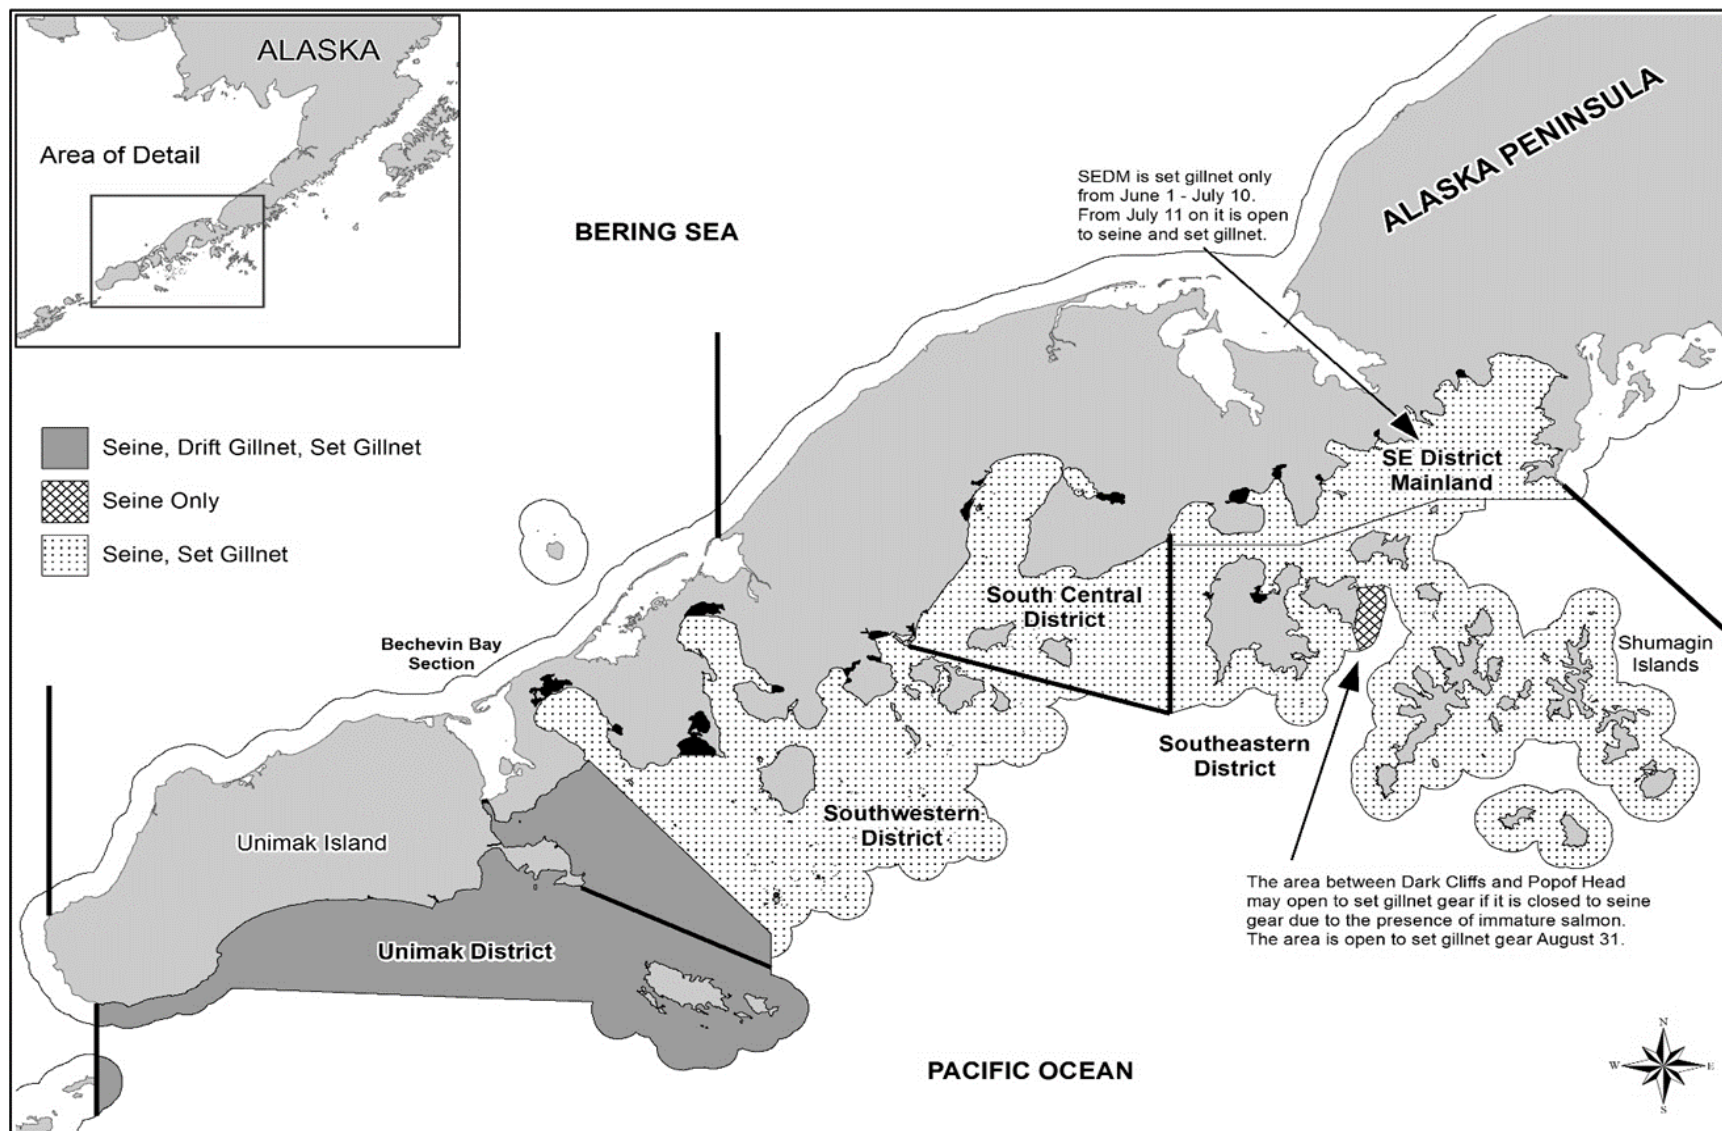 ALASKA
Area of Detail
BERING SEA
SEDM is set gillnet only
from June 1 - July 10.
From July 11 on it is open
to seine and set gillnet.
ALASKA PENINSULA
Seine, Drift Gillnet, Set Gillnet
Seine Only
Seine, Set Gillnet
SE District
Mainland
South Central
District
Bechevin Bay
Section
Shumagin
Islands
Southeastern
District
Southwestern
District
Unimak Island
Unimak District
The area between Dark Cliffs and Popof Head
may open to set gillnet gear if it is closed to seine
gear due to the presence of immature salmon.
The area is open to set gillnet gear August 31.
PACIFIC OCEAN
N
W E
S